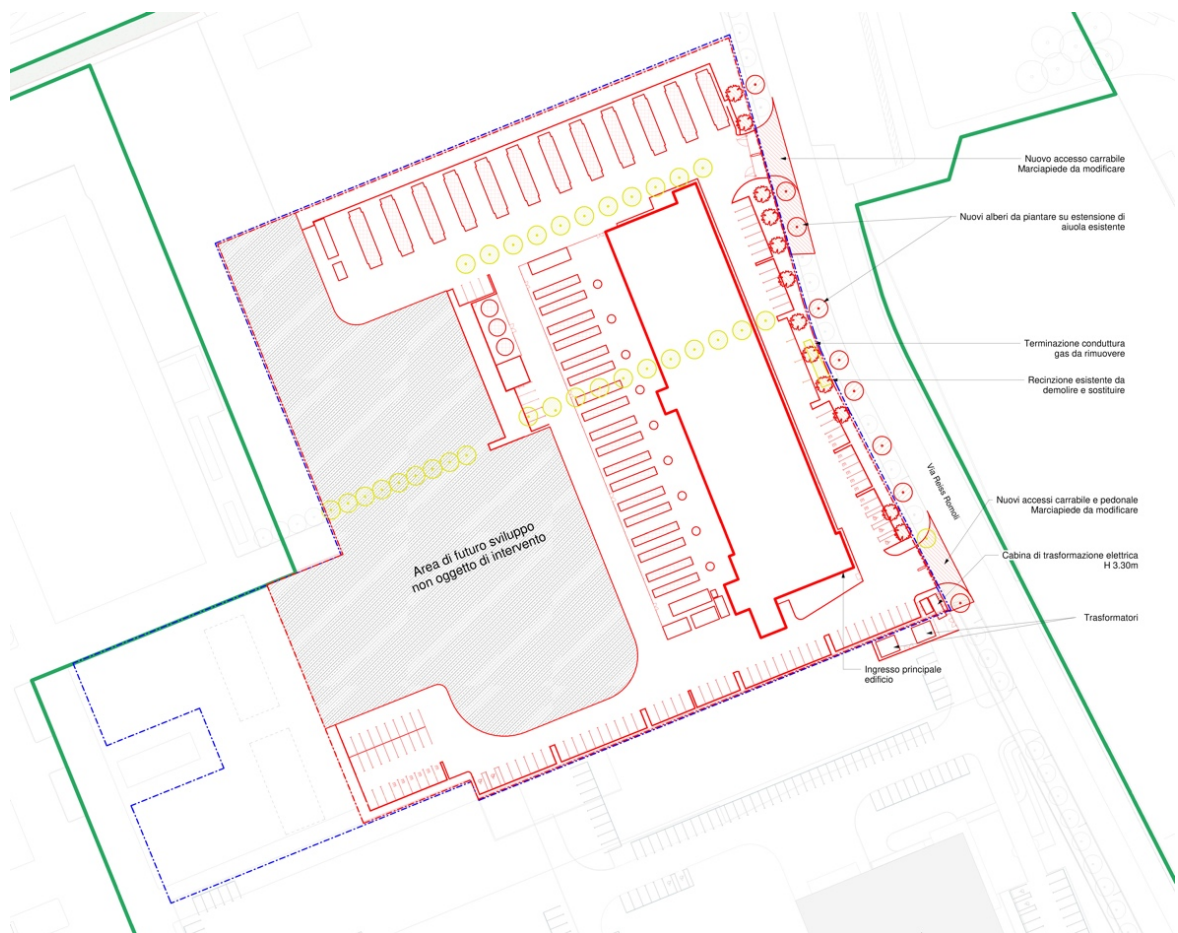 Nuovo accesso carrabile
Marciapiede da modificare
Nuovi alberi da piantare su estensione di
aiuola esistente
Terminazione conduttura
gas da rimuovere
Recinzione esistente da
demolire e sostituire
Via Reiss Romoli
Nuovi accessi carrabile e pedonale
Marciapiede da modificare
Cabina di trasformazione elettrica
H 3.30m
Trasformatori
Ingresso principale
edificio
Area di futuro sviluppo
non oggetto di intervento